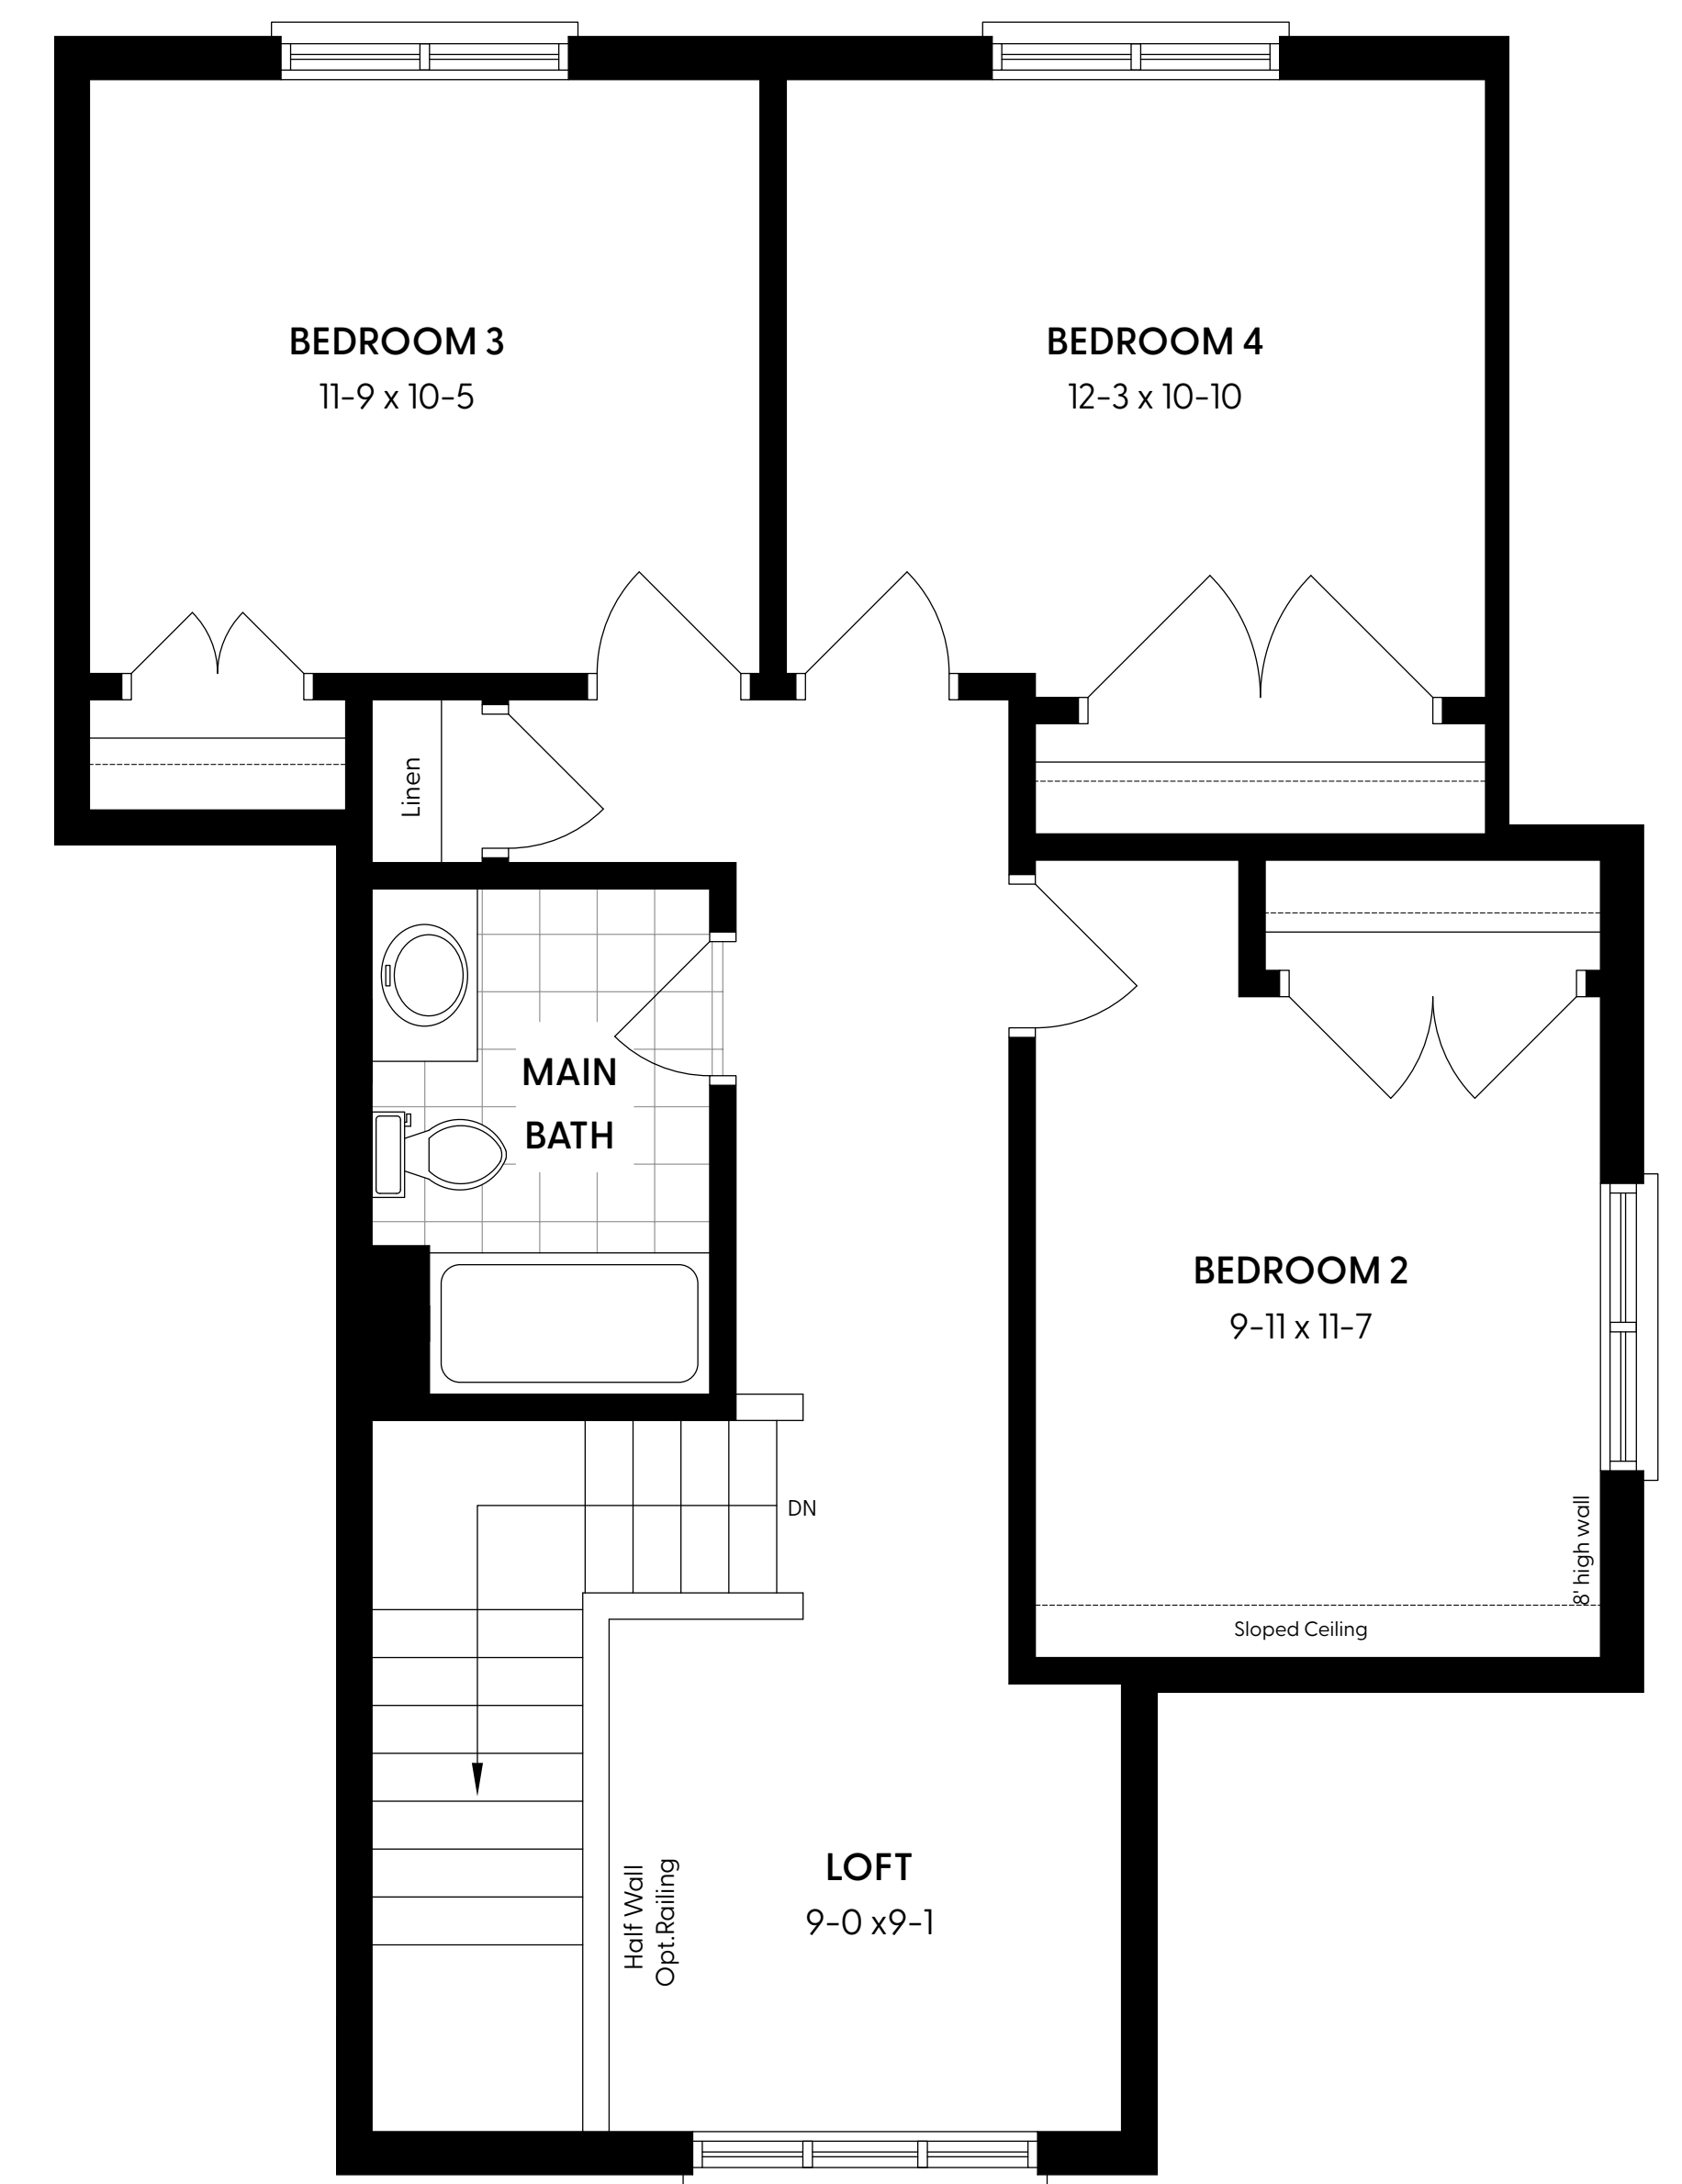 BEDROOM 3
11-9 x 10-5
BEDROOM 4
12-3 x 10-10
Linen
MAIN
BATH
BEDROOM 2
9-11 x 11-7
8' high wall
DN
Sloped Ceiling
LOFT
9-0 x9-1
Half Wall
Opt.Railing